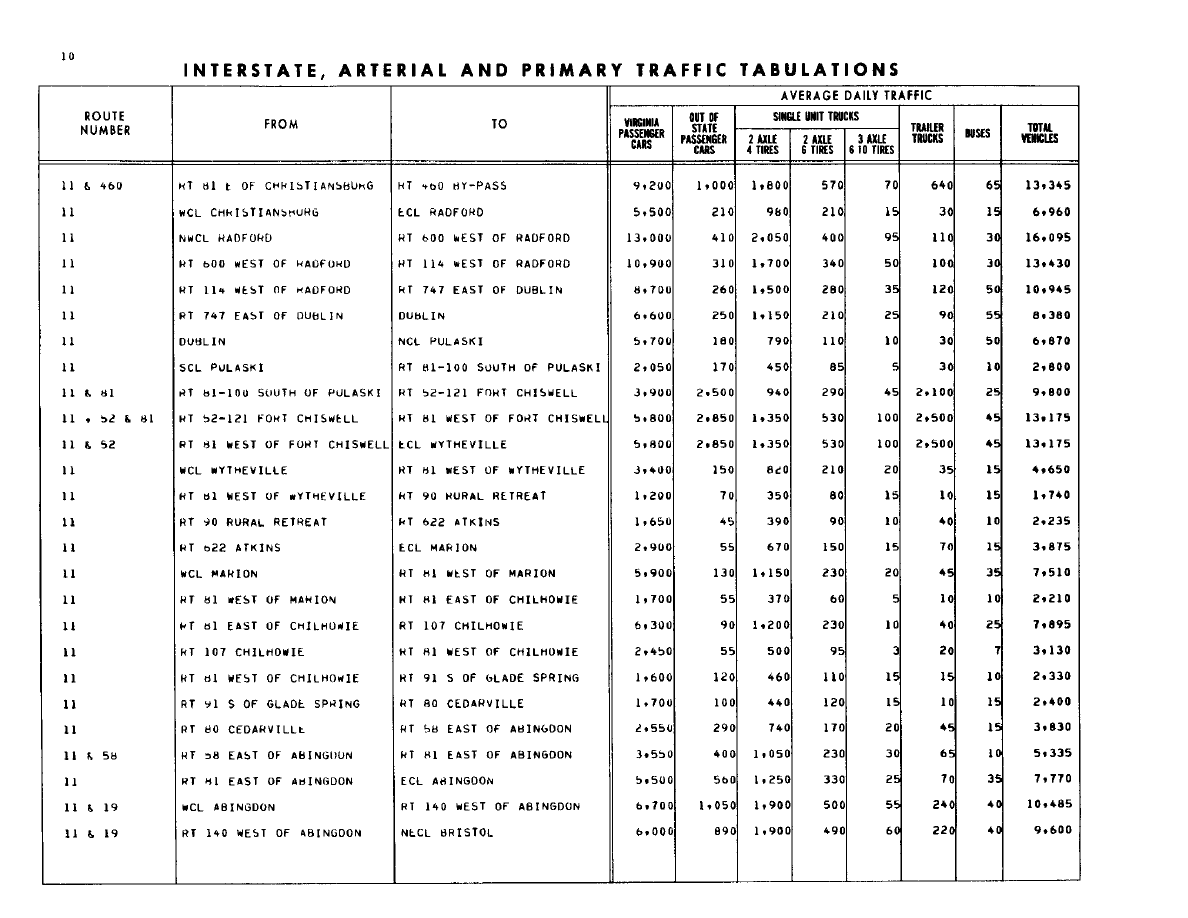 10
INTERSTATE, ARTERIAL AND PRIMARY TRAFFIC TABULATIONS
AVERAGE DAILY TRAFFIC
ROUTE NUMBER FROM TO VIRGINIA PASSENGER CARS OUT OF STATE PASSENGER CARS SINGLE UNIT TRUCKS 2 AXLE 4 TIRES 2 AXLE 6 TIRES 3 AXLE 6 10 TIRES TRAILER TRUCKS BUSES TOTAL VEHICLES
11 & 460 RT 81 E OF CHRISTIANSBURG RT 460 BY-PASS 9,200 1,000 1,800 570 70 640 65 13,345
11 WCL CHRISTIANSBURG ECL RADFORD 5,500 210 980 210 15 30 15 6,960
11 NWCL RADFORD RT 600 WEST OF RADFORD 13,000 410 2,050 400 95 110 30 16,095
11 RT 600 WEST OF RADFORD RT 114 WEST OF RADFORD 10,900 310 1,700 340 50 100 30 13,430
11 RT 114 WEST OF RADFORD RT 747 EAST OF DUBLIN 8,700 260 1,500 280 35 120 50 10,945
11 RT 747 EAST OF DUBLIN DUBLIN 6,600 250 1,150 210 25 90 55 8,380
11 DUBLIN NCL PULASKI 5,700 180 790 110 10 30 50 6,870
11 SCL PULASKI RT 81-100 SOUTH OF PULASKI 2,050 170 450 85 5 30 10 2,800
11 & 81 RT 81-100 SOUTH OF PULASKI RT 52-121 FORT CHISWELL 3,900 2,500 940 290 45 2,100 25 9,800
11 , 52 & 81 RT 52-121 FORT CHISWELL RT 81 WEST OF FORT CHISWELL 5,800 2,850 1,350 530 100 2,500 45 13,175
11 & 52 RT 81 WEST OF FORT CHISWELL ECL WYTHEVILLE 5,800 2,850 1,350 530 100 2,500 45 13,175
11 WCL WYTHEVILLE RT 81 WEST OF WYTHEVILLE 3,400 150 820 210 20 35 15 4,650
11 RT 81 WEST OF WYTHEVILLE RT 90 RURAL RETREAT 1,200 70 350 80 15 10 15 1,740
11 RT 90 RURAL RETREAT RT 622 ATKINS 1,650 45 390 90 10 40 10 2,235
11 RT 622 ATKINS ECL MARION 2,900 55 670 150 15 70 15 3,875
11 WCL MARION RT 81 WEST OF MARION 5,900 130 1,150 230 20 45 35 7,510
11 RT 81 WEST OF MARION RT 81 EAST OF CHILHOWIE 1,700 55 370 60 5 10 10 2,210
11 RT 81 EAST OF CHILHOWIE RT 107 CHILHOWIE 6,300 90 1,200 230 10 40 25 7,895
11 RT 107 CHILHOWIE RT 81 WEST OF CHILHOWIE 2,450 55 500 95 3 20 7 3,130
11 RT 81 WEST OF CHILHOWIE RT 91 S OF GLADE SPRING 1,600 120 460 110 15 15 10 2,330
11 RT 91 S OF GLADE SPRING RT 80 CEDARVILLE 1,700 100 440 120 15 10 15 2,400
11 RT 80 CEDARVILLE RT 58 EAST OF ABINGDON 2,550 290 740 170 20 45 15 3,830
11 & 58 RT 58 EAST OF ABINGDON RT 81 EAST OF ABINGDON 3,550 400 1,050 230 30 65 10 5,335
11 RT 81 EAST OF ABINGDON ECL ABINGDON 5,500 560 1,250 330 25 70 35 7,770
11 & 19 WCL ABINGDON RT 140 WEST OF ABINGDON 6,700 1,050 1,900 500 55 240 40 10,485
11 & 19 RT 140 WEST OF ABINGDON NECL BRISTOL 6,000 890 1,900 490 60 220 40 9,600